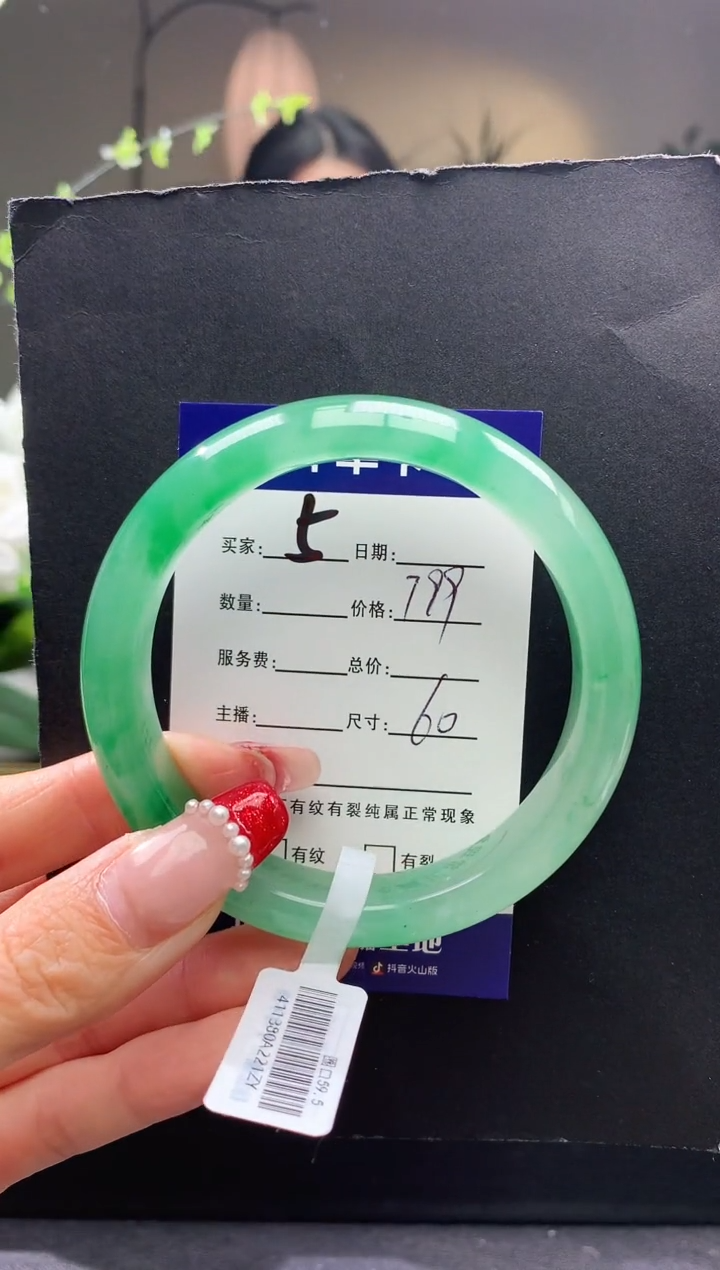 买家: 上 日期:
数量: 价格: 799
服务费: 总价:
主播: 尺寸: 60
有纹有裂纯属正常现象
有纹 有裂
抖音火山版
圈口59.5
411380A221ZY